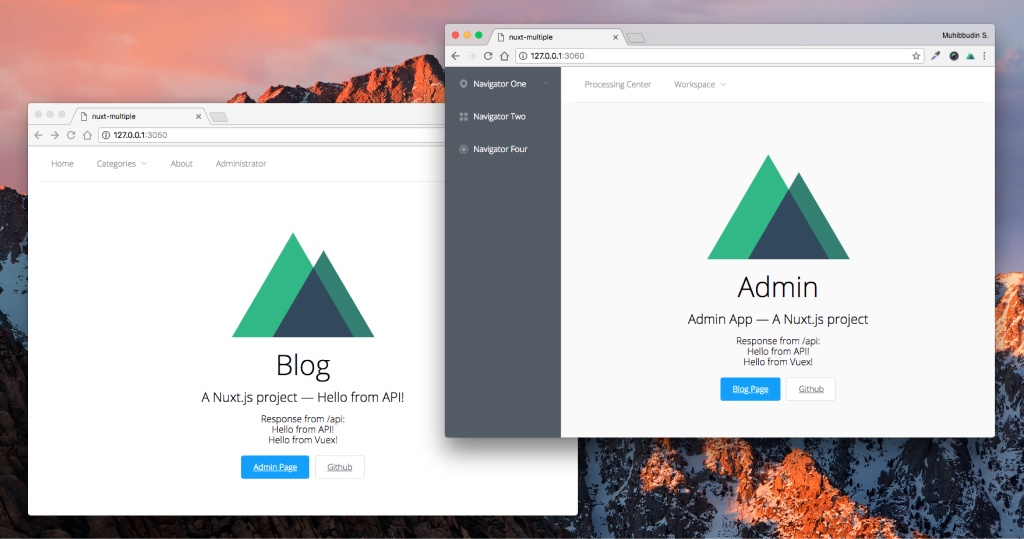 nuxt-multiple
127.0.0.1:3050
Home Categories About Administrator
Blog
A Nuxt.js project — Hello from API!
Response from /api:
Hello from API!
Hello from Vuex!
Admin Page Github
nuxt-multiple
Muhibbudin S.
127.0.0.1:3060
Navigator One
Navigator Two
Navigator Four
Processing Center Workspace
Admin
Admin App — A Nuxt.js project
Response from /api:
Hello from API!
Hello from Vuex!
Blog Page Github